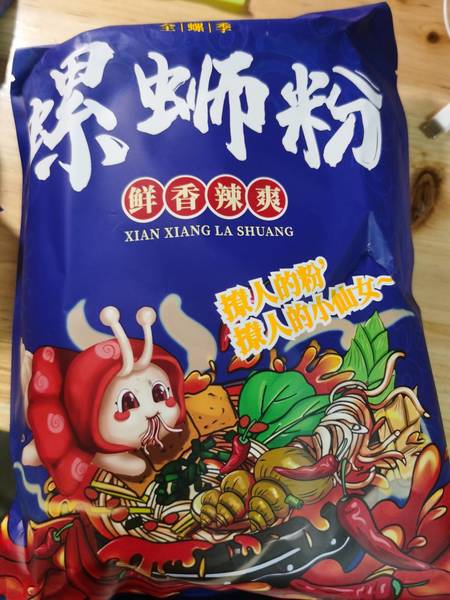 全|螺|季
螺蛳粉
鲜香辣爽
XIAN XIANG LA SHUANG
撩人的粉，
撩人的小仙女~